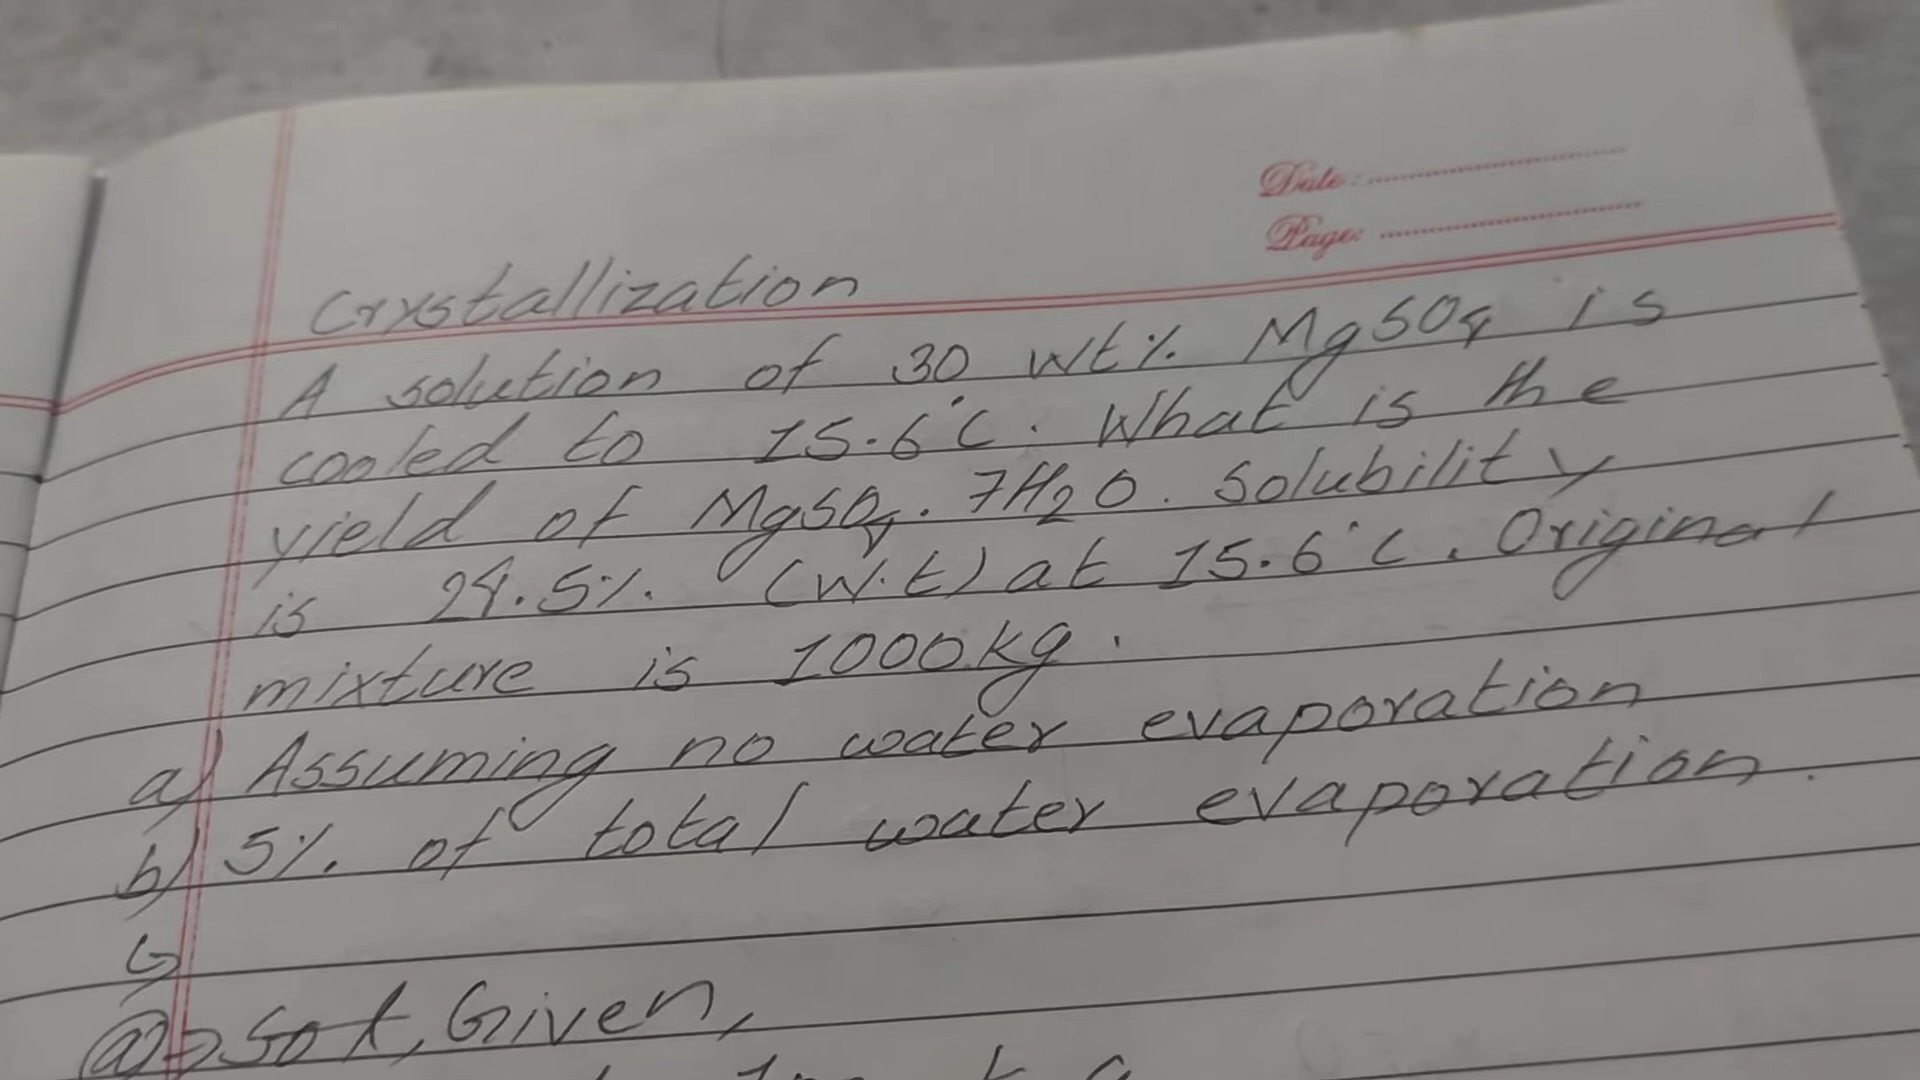 Date:
Page:
Crystallization
A solution of 30 wt% MgSO4 is
cooled to 15.6°C. What is the
yield of MgSO4. 7H2O. Solubility
is 24.5%. (W.t) at 15.6°C. Original
mixture is 1000kg.
a) Assuming no water evaporation
b) 5% of total water evaporation.
Given,